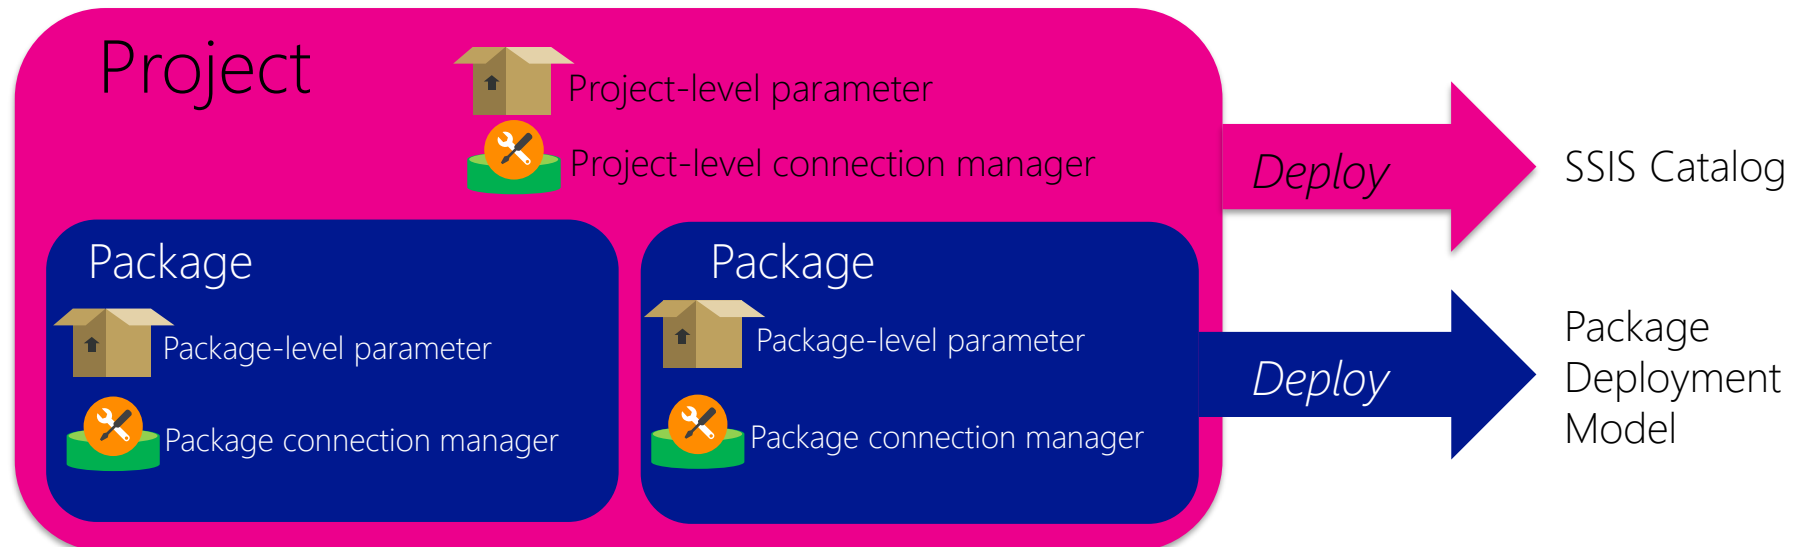 Project
Project-level parameter
Project-level connection manager
Deploy
SSIS Catalog
Package
Package-level parameter
Package connection manager
Package
Package-level parameter
Package connection manager
Deploy
Package
Deployment
Model